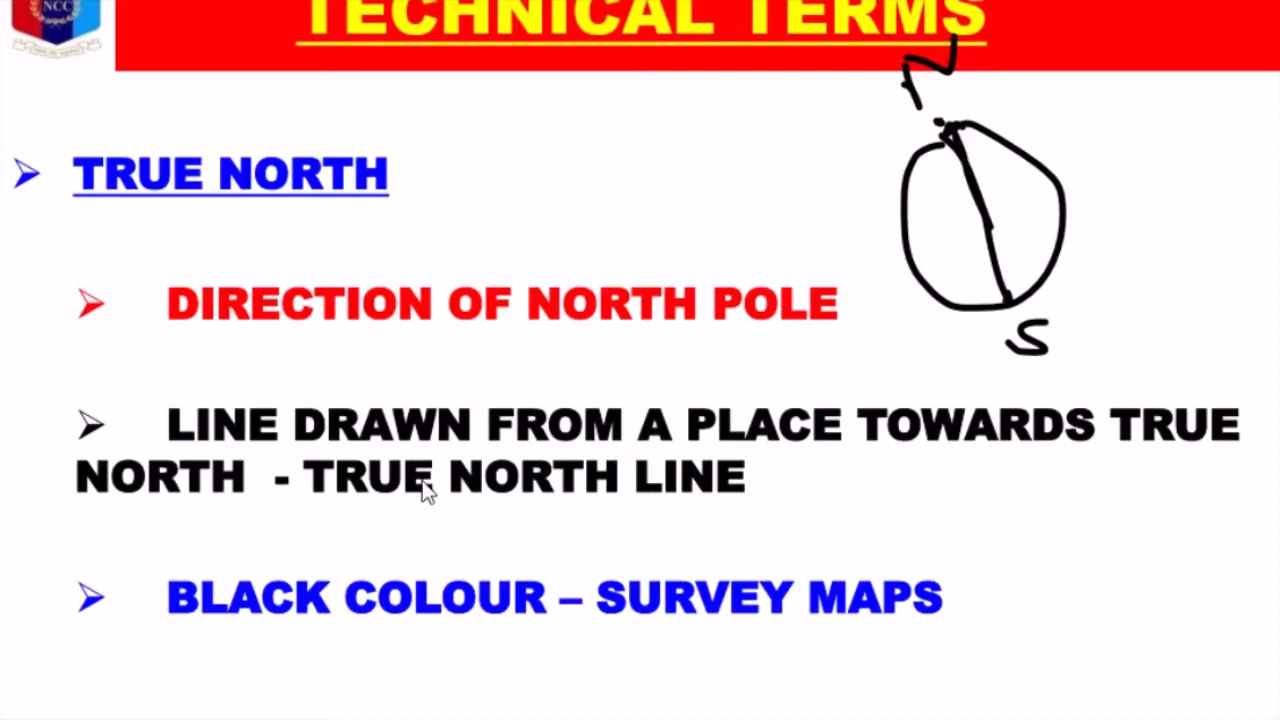 NCC
TECHNICAL TERMS
N
TRUE NORTH
DIRECTION OF NORTH POLE
S
LINE DRAWN FROM A PLACE TOWARDS TRUE
NORTH - TRUE NORTH LINE
BLACK COLOUR – SURVEY MAPS